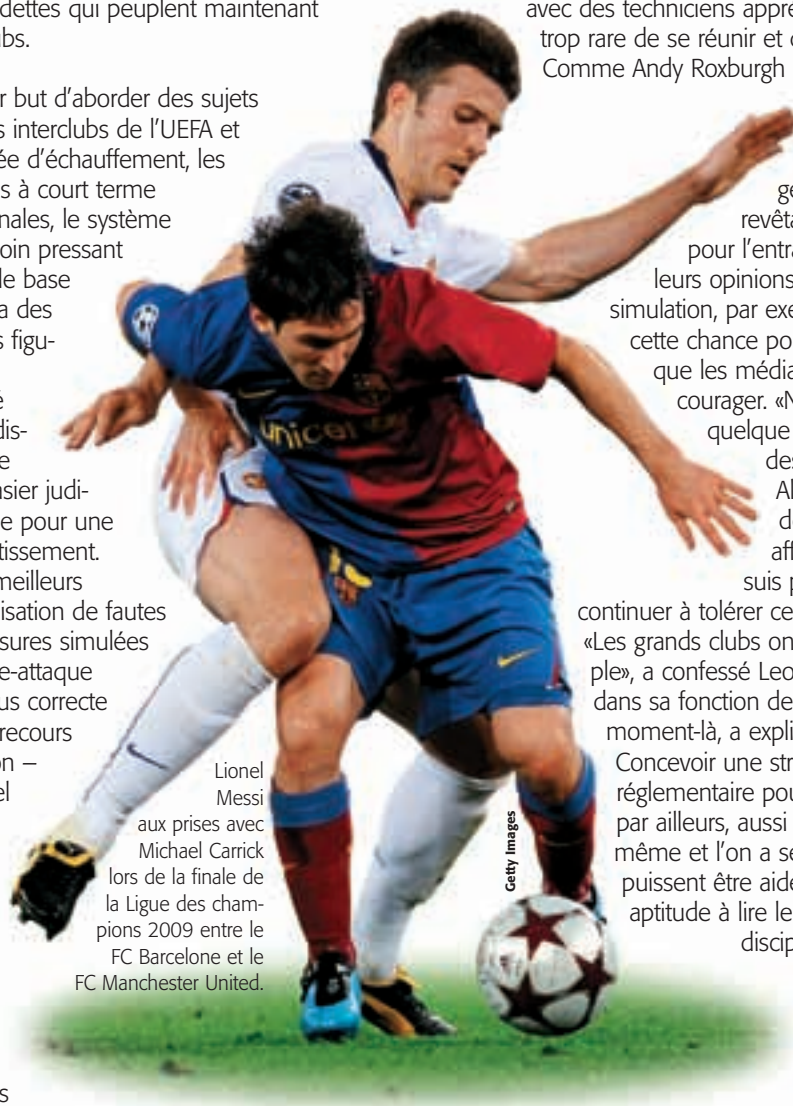 dettes qui peuplent maintenant
bs.
r but d'aborder des sujets
s interclubs de l'UEFA et
ée d'échauffement, les
s à court terme
nales, le système
oin pressant
de base
a des
s figu-
é
dis-
e
sier judi-
e pour une
tissement.
meilleurs
isation de fautes
sures simulées
e-attaque
us correcte
recours
on –
el
s
Lionel
Messi
aux prises avec
Michael Carrick
lors de la finale de
la Ligue des cham-
pions 2009 entre le
FC Barcelone et le
FC Manchester United.
unicef
Getty Images
avec des techniciens appré
trop rare de se réunir et d
Comme Andy Roxburgh
ge
revêta
pour l'entra
leurs opinions
simulation, par exe
cette chance po
que les média
courager. «N
quelque
des
Al
de
aff
suis p
continuer à tolérer ce
«Les grands clubs on
ple», a confessé Leo
dans sa fonction de
moment-là, a expli
Concevoir une str
réglementaire pou
par ailleurs, aussi
même et l'on a se
puissent être aidé
aptitude à lire le
discip